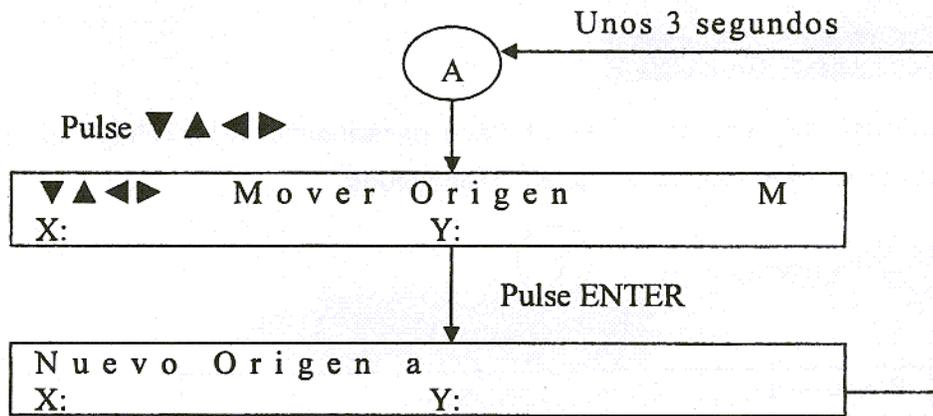 Unos 3 segundos
A
Pulse ▼ ▲ ◀ ▶
▼ ▲ ◀ ▶ Mover Origen M
X: Y:
Pulse ENTER
Nuevo Origen a
X: Y: